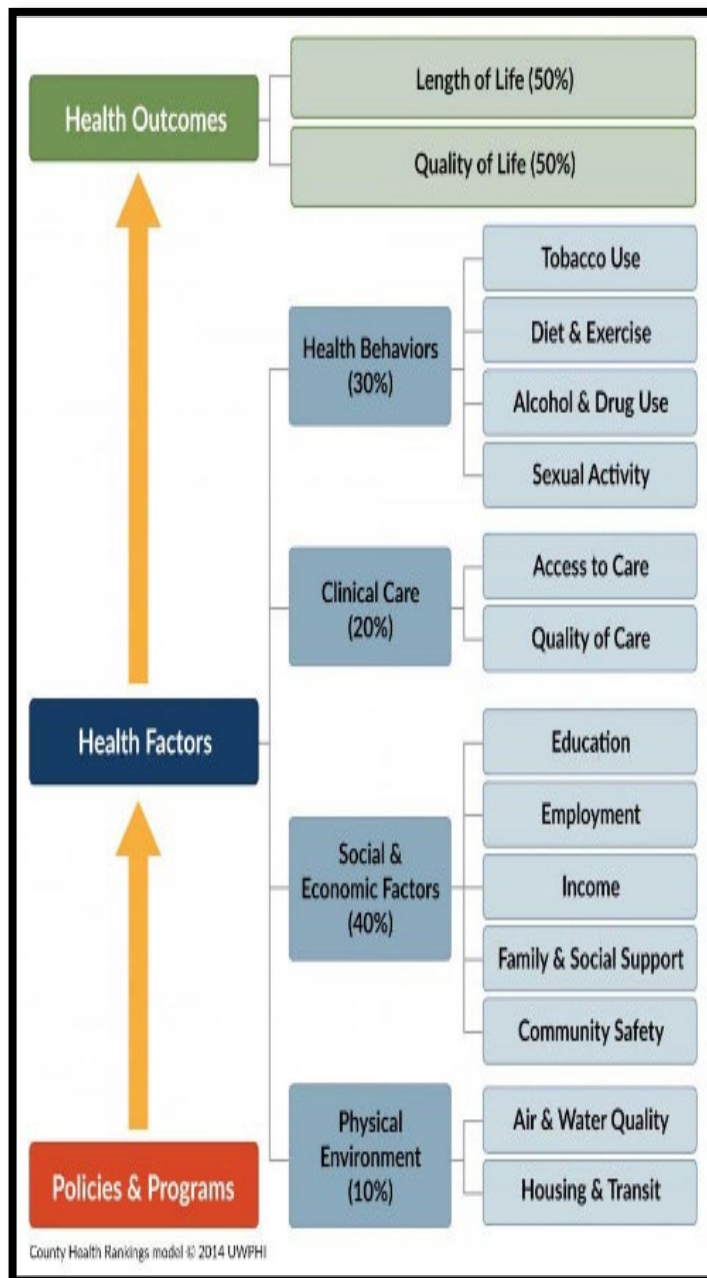 Health Outcomes
Length of Life (50%)
Quality of Life (50%)
Health Behaviors
(30%)
Tobacco Use
Diet & Exercise
Alcohol & Drug Use
Sexual Activity
Clinical Care
(20%)
Access to Care
Quality of Care
Health Factors
Social &
Economic Factors
(40%)
Education
Employment
Income
Family & Social Support
Community Safety
Physical
Environment
(10%)
Air & Water Quality
Housing & Transit
Policies & Programs
County Health Rankings model © 2014 UWPHI